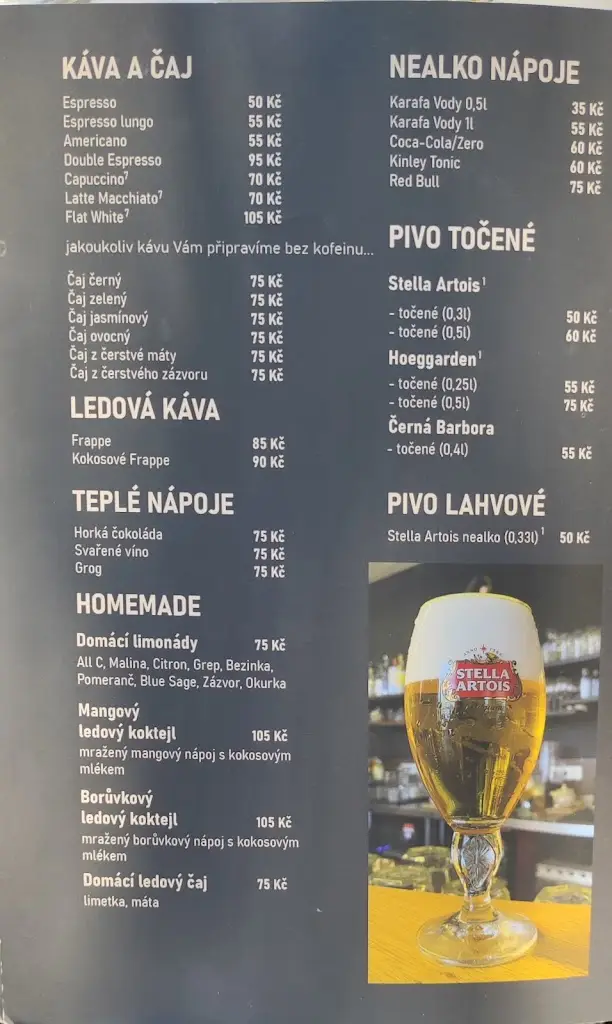 KÁVA A ČAJ
Espresso 50 Kč
Espresso lungo 55 Kč
Americano 55 Kč
Double Espresso 95 Kč
Capuccino⁷ 70 Kč
Latte Macchiato⁷ 70 Kč
Flat White⁷ 105 Kč
jakoukoliv kávu Vám připravíme bez kofeinu...
Čaj černý 75 Kč
Čaj zelený 75 Kč
Čaj jasmínový 75 Kč
Čaj ovocný 75 Kč
Čaj z čerstvé máty 75 Kč
Čaj z čerstvého zázvoru 75 Kč
LEDOVÁ KÁVA
Frappe 85 Kč
Kokosové Frappe 90 Kč
TEPLÉ NÁPOJE
Horká čokoláda 75 Kč
Svařené víno 75 Kč
Grog 75 Kč
HOMEMADE
Domácí limonády 75 Kč
All C, Malina, Citron, Grep, Bezinka,
Pomeranč, Blue Sage, Zázvor, Okurka
Mangový
ledový koktejl 105 Kč
mražený mangový nápoj s kokosovým
mlékem
Borůvkový
ledový koktejl 105 Kč
mražený borůvkový nápoj s kokosovým
mlékem
Domácí ledový čaj 75 Kč
limetka, máta
NEALKO NÁPOJE
Karafa Vody 0,5l 35 Kč
Karafa Vody 1l 55 Kč
Coca-Cola/Zero 60 Kč
Kinley Tonic 60 Kč
Red Bull 75 Kč
PIVO TOČENÉ
Stella Artois¹
- točené (0,3l) 50 Kč
- točené (0,5l) 60 Kč
Hoeggarden¹
- točené (0,25l) 55 Kč
- točené (0,5l) 75 Kč
Černá Barbora
- točené (0,4l) 55 Kč
PIVO LAHVOVÉ
Stella Artois nealko (0,33l)¹ 50 Kč
STELLA
ARTOIS